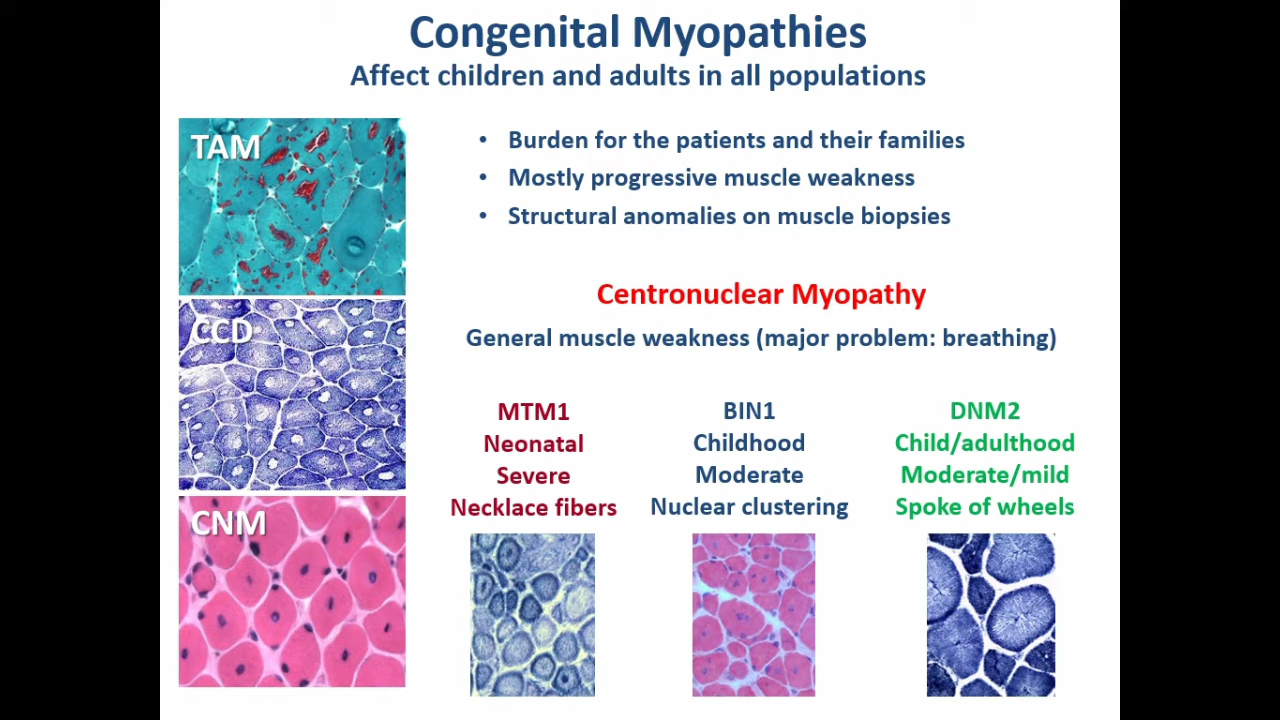 Congenital Myopathies
Affect children and adults in all populations
TAM
CCD
CNM
• Burden for the patients and their families
• Mostly progressive muscle weakness
• Structural anomalies on muscle biopsies
Centronuclear Myopathy
General muscle weakness (major problem: breathing)
MTM1
Neonatal
Severe
Necklace fibers
BIN1
Childhood
Moderate
Nuclear clustering
DNM2
Child/adulthood
Moderate/mild
Spoke of wheels